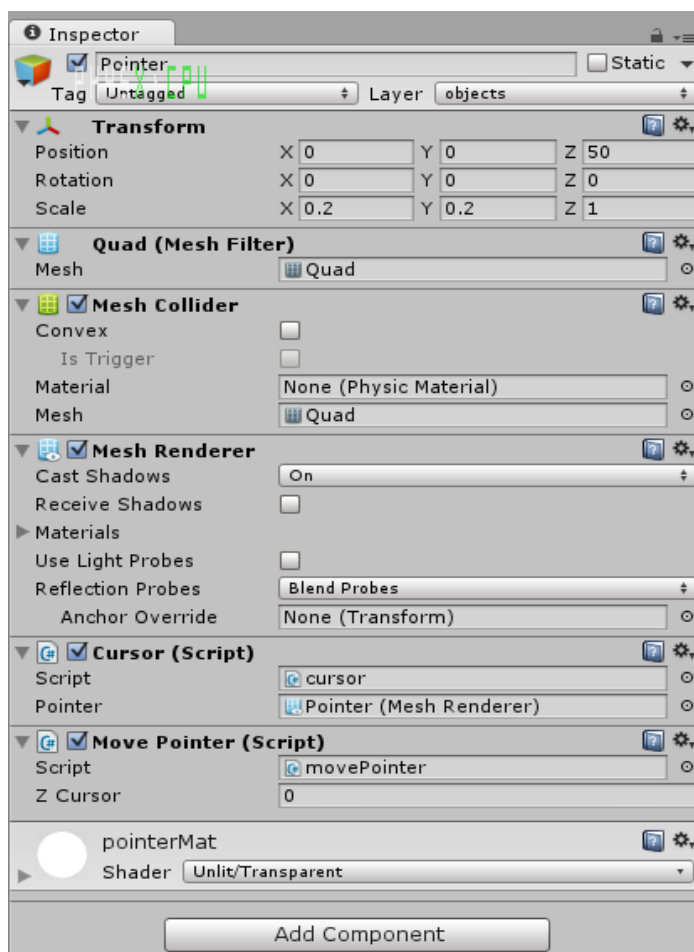 Inspector
Pointer Static
PHYSX>CPU
Tag Untagged Layer objects
Transform
Position X 0 Y 0 Z 50
Rotation X 0 Y 0 Z 0
Scale X 0.2 Y 0.2 Z 1
Quad (Mesh Filter)
Mesh Quad
Mesh Collider
Convex
Is Trigger
Material None (Physic Material)
Mesh Quad
Mesh Renderer
Cast Shadows On
Receive Shadows
Materials
Use Light Probes
Reflection Probes Blend Probes
Anchor Override None (Transform)
Cursor (Script)
Script cursor
Pointer Pointer (Mesh Renderer)
Move Pointer (Script)
Script movePointer
Z Cursor 0
pointerMat
Shader Unlit/Transparent
Add Component